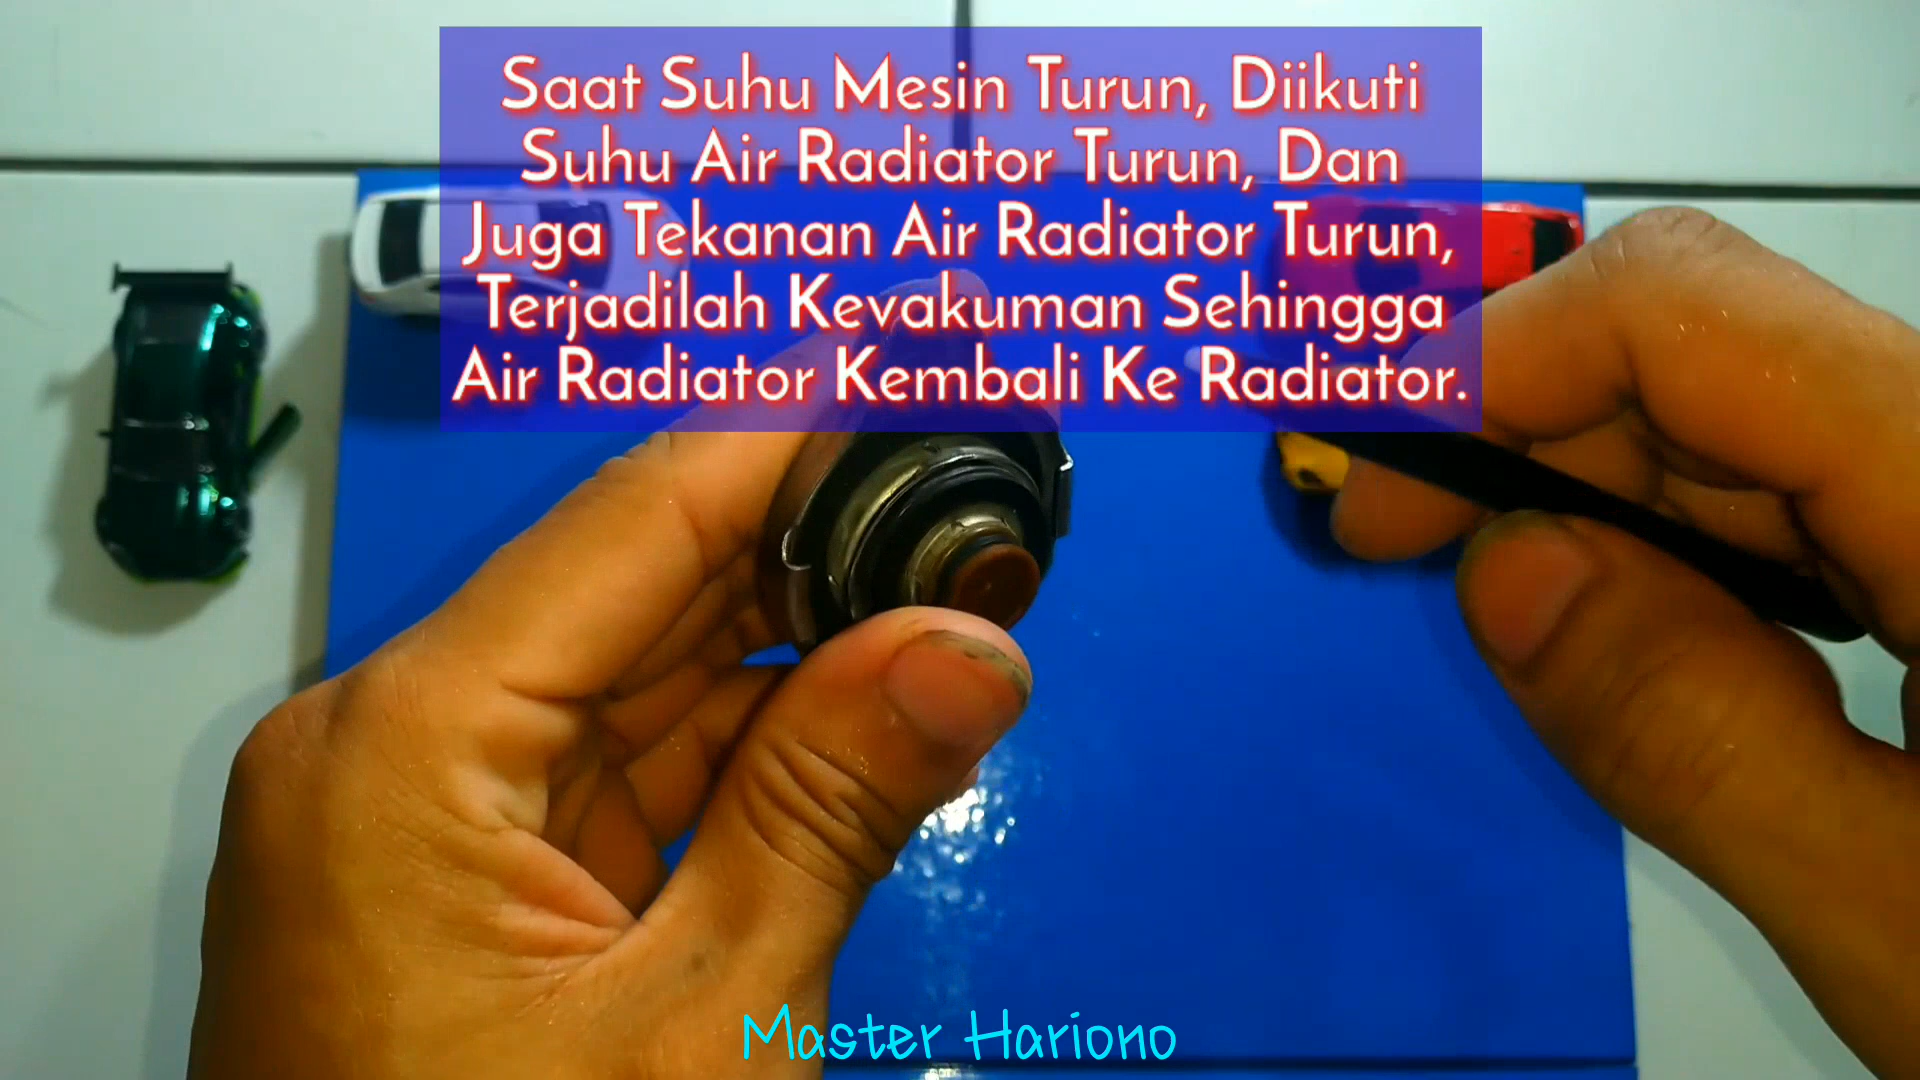 Saat Suhu Mesin Turun, Diikuti
Suhu Air Radiator Turun, Dan
Juga Tekanan Air Radiator Turun,
Terjadilah Kevakuman Sehingga
Air Radiator Kembali Ke Radiator.
Master Hariono